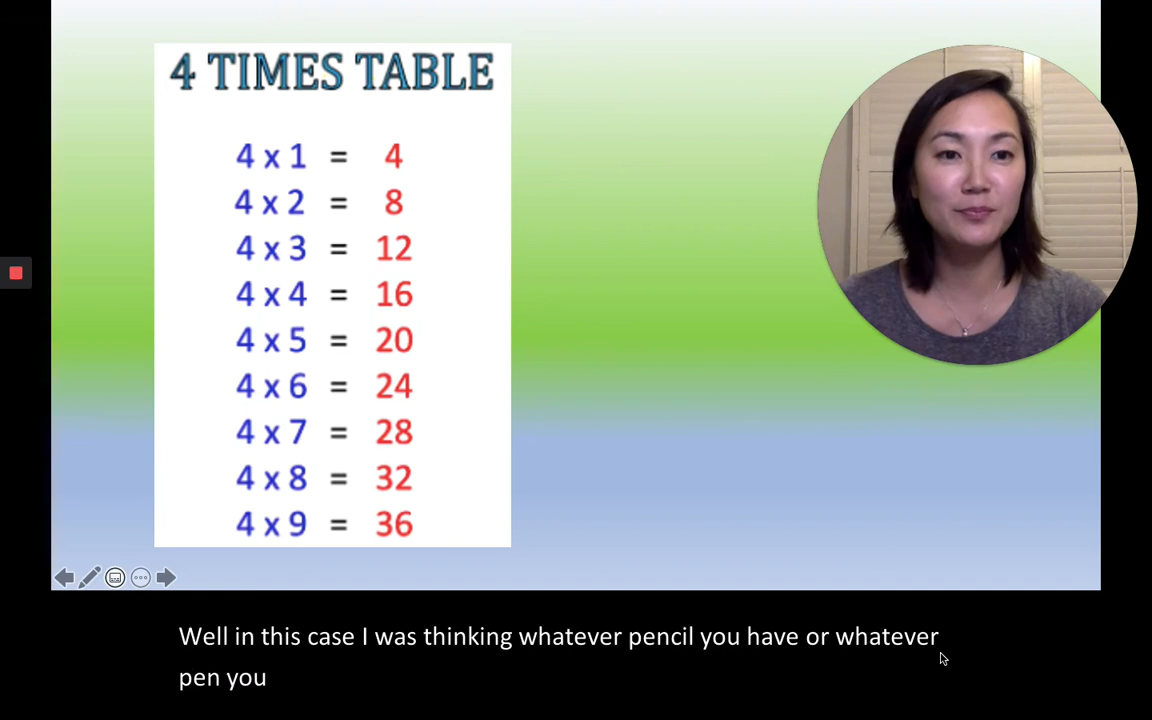 4 TIMES TABLE
4 x 1 = 4
4 x 2 = 8
4 x 3 = 12
4 x 4 = 16
4 x 5 = 20
4 x 6 = 24
4 x 7 = 28
4 x 8 = 32
4 x 9 = 36
Well in this case I was thinking whatever pencil you have or whatever
pen you